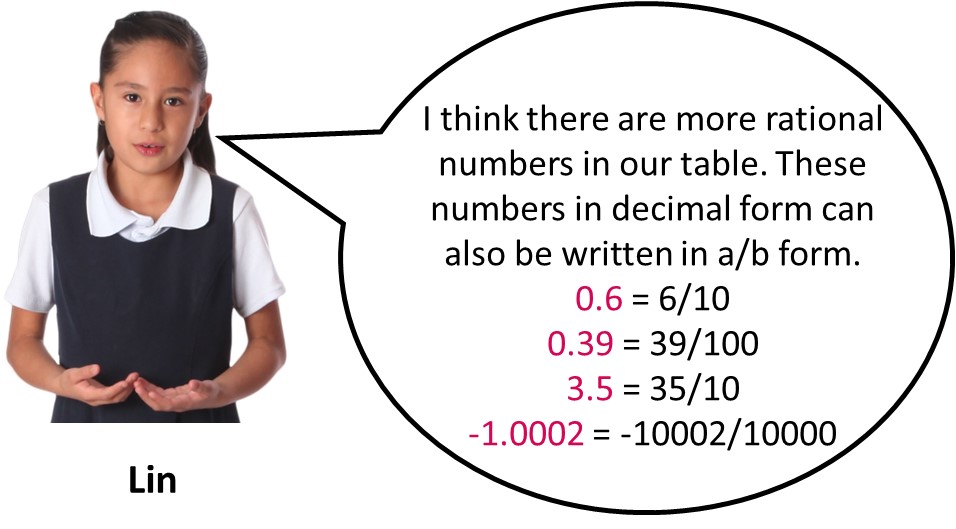 I think there are more rational
numbers in our table. These
numbers in decimal form can
also be written in a/b form.
0.6 = 6/10
0.39 = 39/100
3.5 = 35/10
-1.0002 = -10002/10000
Lin